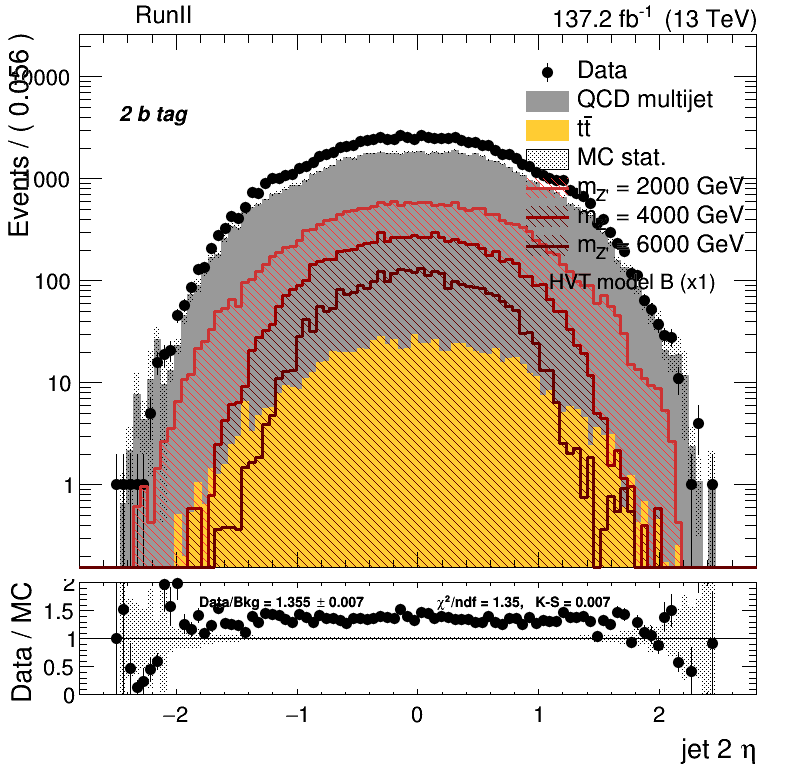 RunII
137.2 fb⁻¹ (13 TeV)
Events / ( 0.056 )
10000
1000
100
10
1
2 b tag
Data
QCD multijet
tt̄
MC stat.
m_Z' = 2000 GeV
m_Z' = 4000 GeV
m_Z' = 6000 GeV
HVT model B (x1)
Data / MC
2
1.5
1
0.5
0
Data/Bkg = 1.355 ± 0.007
χ²/ndf = 1.35, K-S = 0.007
−2 −1 0 1 2
jet 2 η